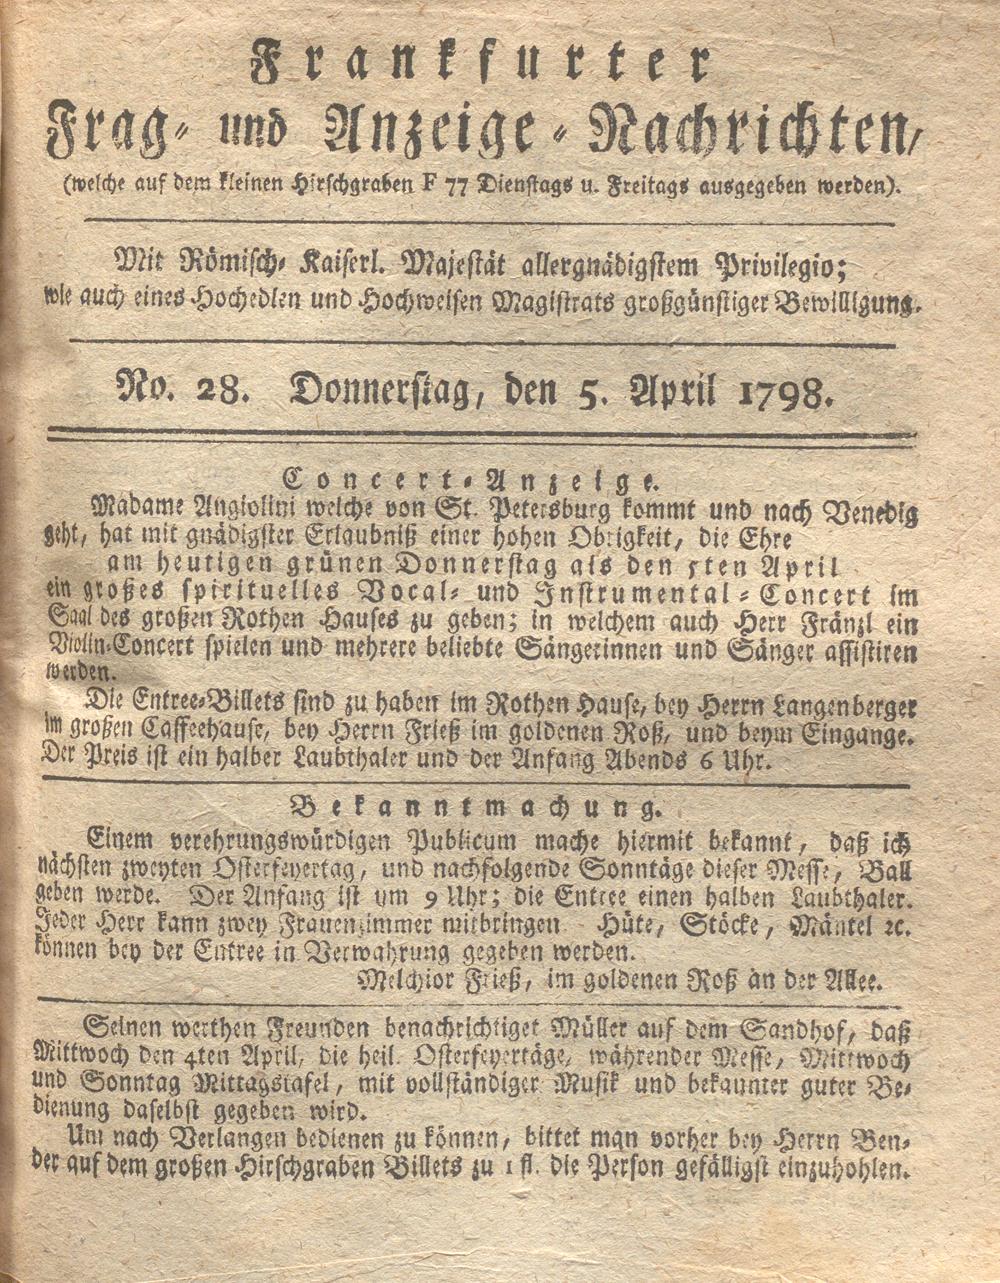 Frankfurter
Frag- und Anzeige-Nachrichten,
(welche auf dem kleinen Hirschgraben F 77 Dienstags u. Freitags ausgegeben werden).
Mit Römisch- Kaiserl. Majestät allergnädigstem Privilegio;
wie auch eines Hochedlen und Hochweisen Magistrats großgünstiger Bewilligung.
No. 28. Donnerstag, den 5. April 1798.
Concert-Anzeige.
Madame Angiolini welche von St. Petersburg kommt und nach Venedig
geht, hat mit gnädigster Erlaubniß einer hohen Obrigkeit, die Ehre
am heutigen grünen Donnerstag als den 5ten April
ein großes spirituelles Vocal- und Instrumental-Concert im
Saal des großen Rothen Hauses zu geben; in welchem auch Herr Fränzl ein
Violin-Concert spielen und mehrere beliebte Sängerinnen und Sänger assistiren
werden.
Die Entree-Billets sind zu haben im Rothen Hause, bey Herrn Langenberger
im großen Caffeehause, bey Herrn Frieß im goldenen Roß, und beym Eingange.
Der Preis ist ein halber Laubthaler und der Anfang Abends 6 Uhr.
Bekanntmachung.
Einem verehrungswürdigen Publicum mache hiermit bekannt, daß ich
nächsten zweyten Osterfeyertag, und nachfolgende Sonntäge dieser Messe, Ball
geben werde. Der Anfang ist um 9 Uhr; die Entree einen halben Laubthaler.
Jeder Herr kann zwey Frauenzimmer mitbringen Hüte, Stöcke, Mäntel ꝛc.
können bey der Entree in Verwahrung gegeben werden.
Melchior Frieß, im goldenen Roß an der Allee.
Seinen werthen Freunden benachrichtiget Müller auf dem Sandhof, daß
Mittwoch den 4ten April, die heil. Osterfeyertäge, währender Messe, Mittwoch
und Sonntag Mittagstafel, mit vollständiger Musik und bekannter guter Be-
dienung daselbst gegeben wird.
Um nach Verlangen bedienen zu können, bittet man vorher bey Herrn Ben-
der auf dem großen Hirschgraben Billets zu 1 fl. die Person gefälligst einzuhohlen.